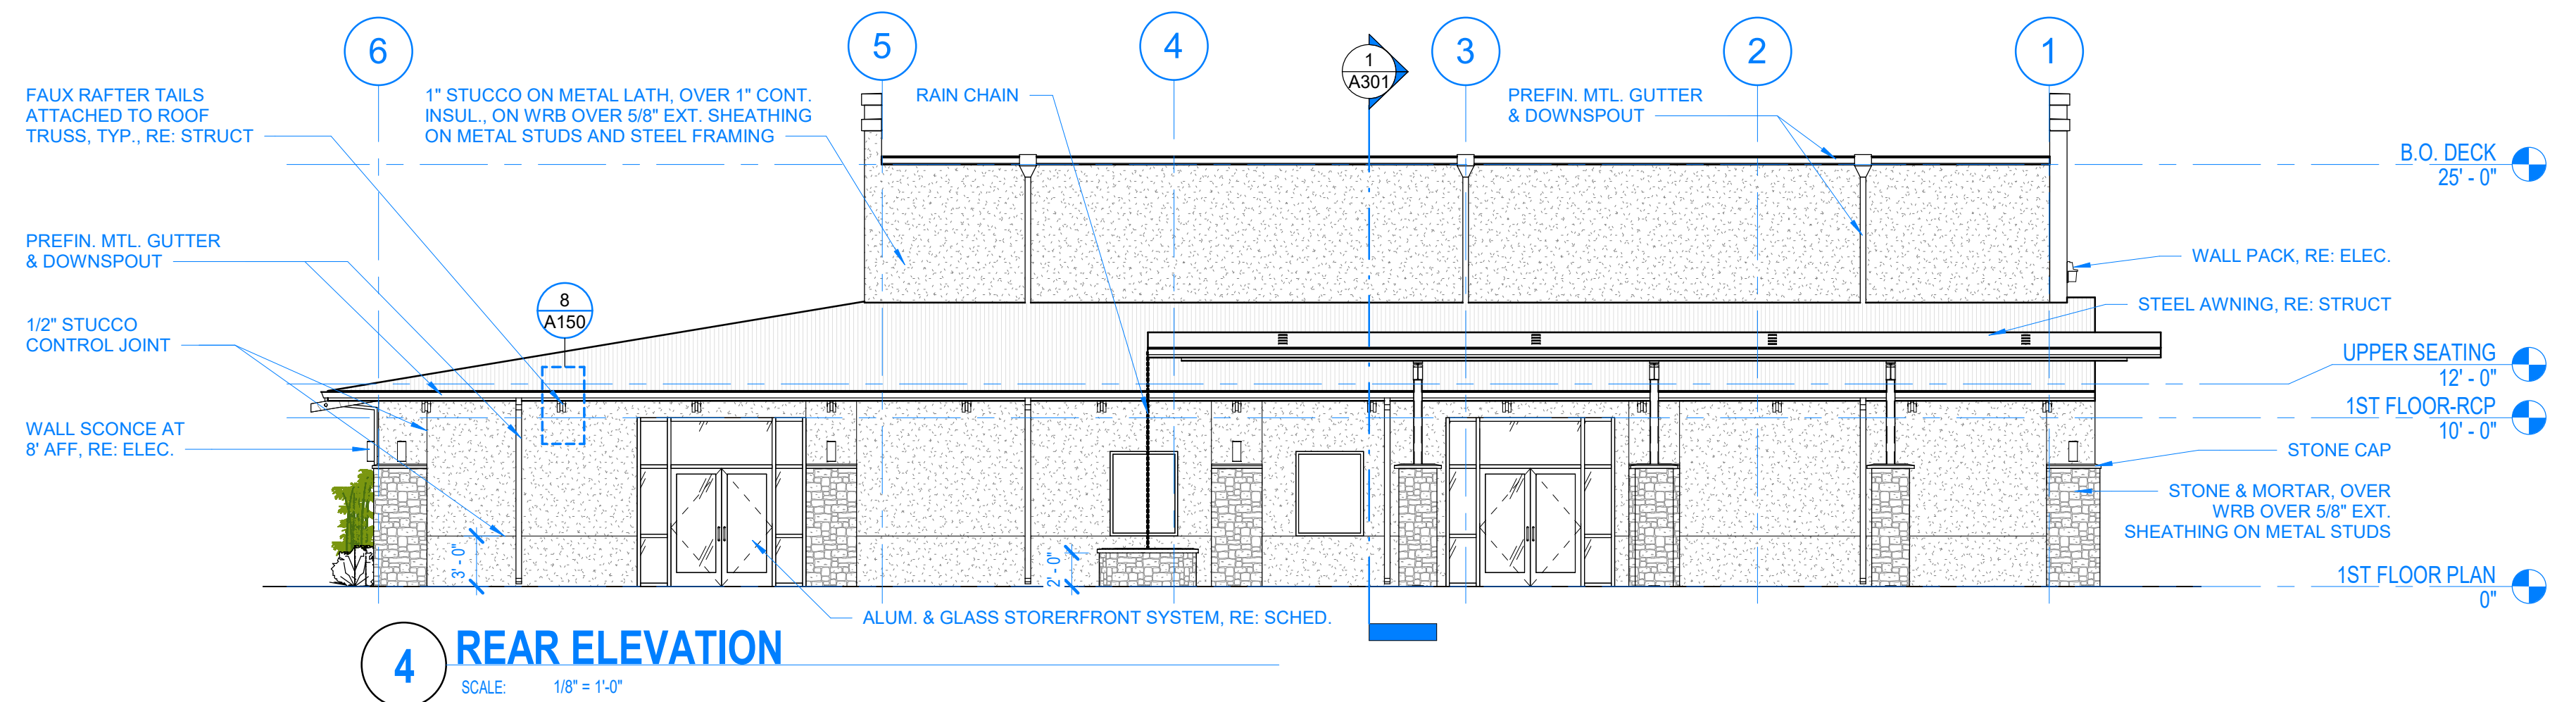 6
5
4
3
2
1
1
A301
FAUX RAFTER TAILS
ATTACHED TO ROOF
TRUSS, TYP., RE: STRUCT
1" STUCCO ON METAL LATH, OVER 1" CONT.
INSUL., ON WRB OVER 5/8" EXT. SHEATHING
ON METAL STUDS AND STEEL FRAMING
RAIN CHAIN
PREFIN. MTL. GUTTER
& DOWNSPOUT
B.O. DECK
25' - 0"
PREFIN. MTL. GUTTER
& DOWNSPOUT
WALL PACK, RE: ELEC.
8
A150
STEEL AWNING, RE: STRUCT
1/2" STUCCO
CONTROL JOINT
UPPER SEATING
12' - 0"
1ST FLOOR-RCP
10' - 0"
WALL SCONCE AT
8' AFF, RE: ELEC.
STONE CAP
STONE & MORTAR, OVER
WRB OVER 5/8" EXT.
SHEATHING ON METAL STUDS
3' - 0"
2' - 0"
1ST FLOOR PLAN
0"
ALUM. & GLASS STORERFRONT SYSTEM, RE: SCHED.
4
REAR ELEVATION
SCALE: 1/8" = 1'-0"